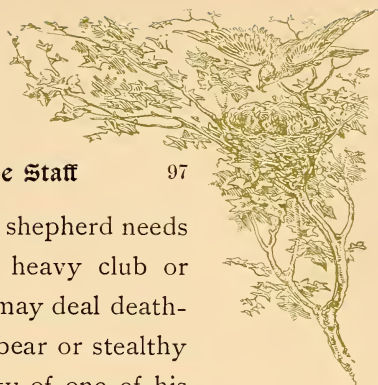 e Staff 97
shepherd needs
heavy club or
may deal death-
bear or stealthy
of one of his